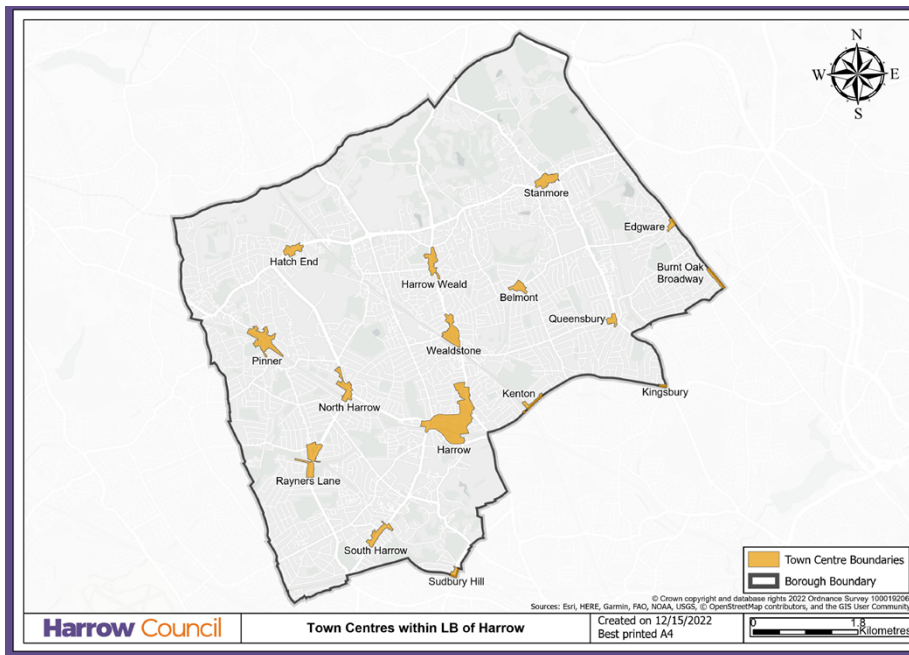 N
W
E
S
Stanmore
Edgware
Hatch End
Burnt Oak
Broadway
Harrow Weald
Belmont
Queensbury
Wealdstone
Pinner
Kenton
Kingsbury
North Harrow
Harrow
Rayners Lane
South Harrow
Sudbury Hill
Town Centre Boundaries
Borough Boundary
© Crown copyright and database rights 2022 Ordnance Survey 100019206
Sources: Esri, HERE, Garmin, FAO, NOAA, USGS, © OpenStreetMap contributors, and the GIS User Community
Harrow Council
Town Centres within LB of Harrow
Created on 12/15/2022
Best printed A4
0 1.8
Kilometres